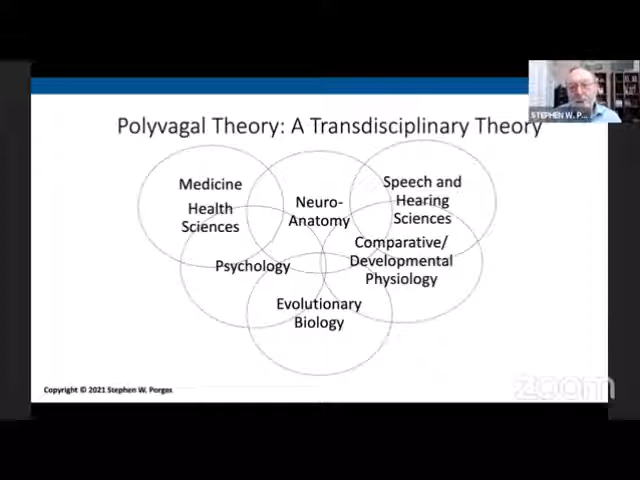 STEPHEN W. P...
Polyvagal Theory: A Transdisciplinary Theory
Medicine
Health
Sciences
Neuro-
Anatomy
Speech and
Hearing
Sciences
Psychology
Comparative/
Developmental
Physiology
Evolutionary
Biology
Copyright © 2021 Stephen W. Porges
zoom